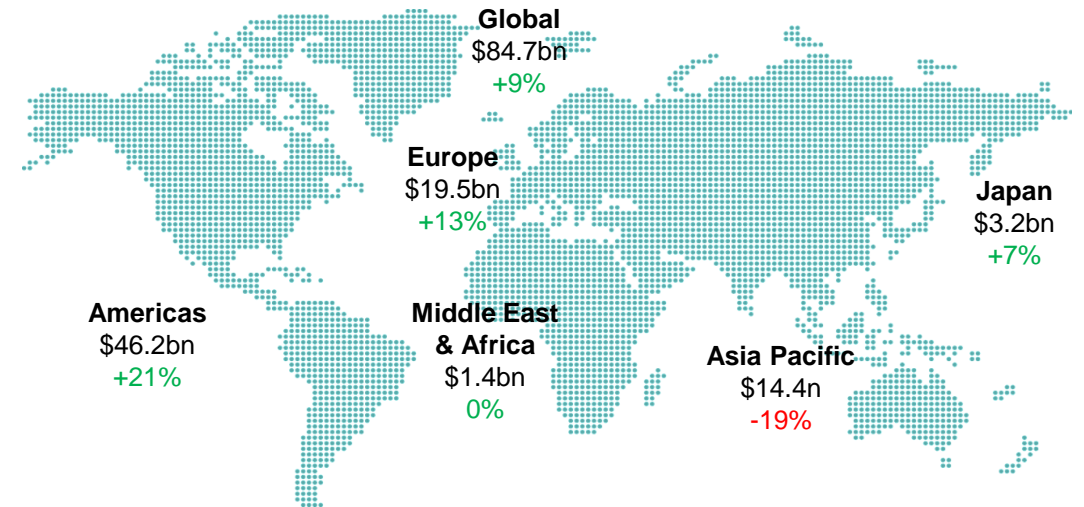 Global
$84.7bn
+9%
Europe
$19.5bn
+13%
Japan
$3.2bn
+7%
Americas
$46.2bn
+21%
Middle East
& Africa
$1.4bn
0%
Asia Pacific
$14.4n
-19%